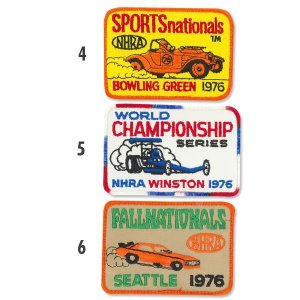 4
SPORTSnationals
TM
NHRA
BOWLING GREEN 1976
5
WORLD
CHAMPIONSHIP
SERIES
NHRA WINSTON 1976
6
FALLNATIONALS
NHRA
SEATTLE 1976